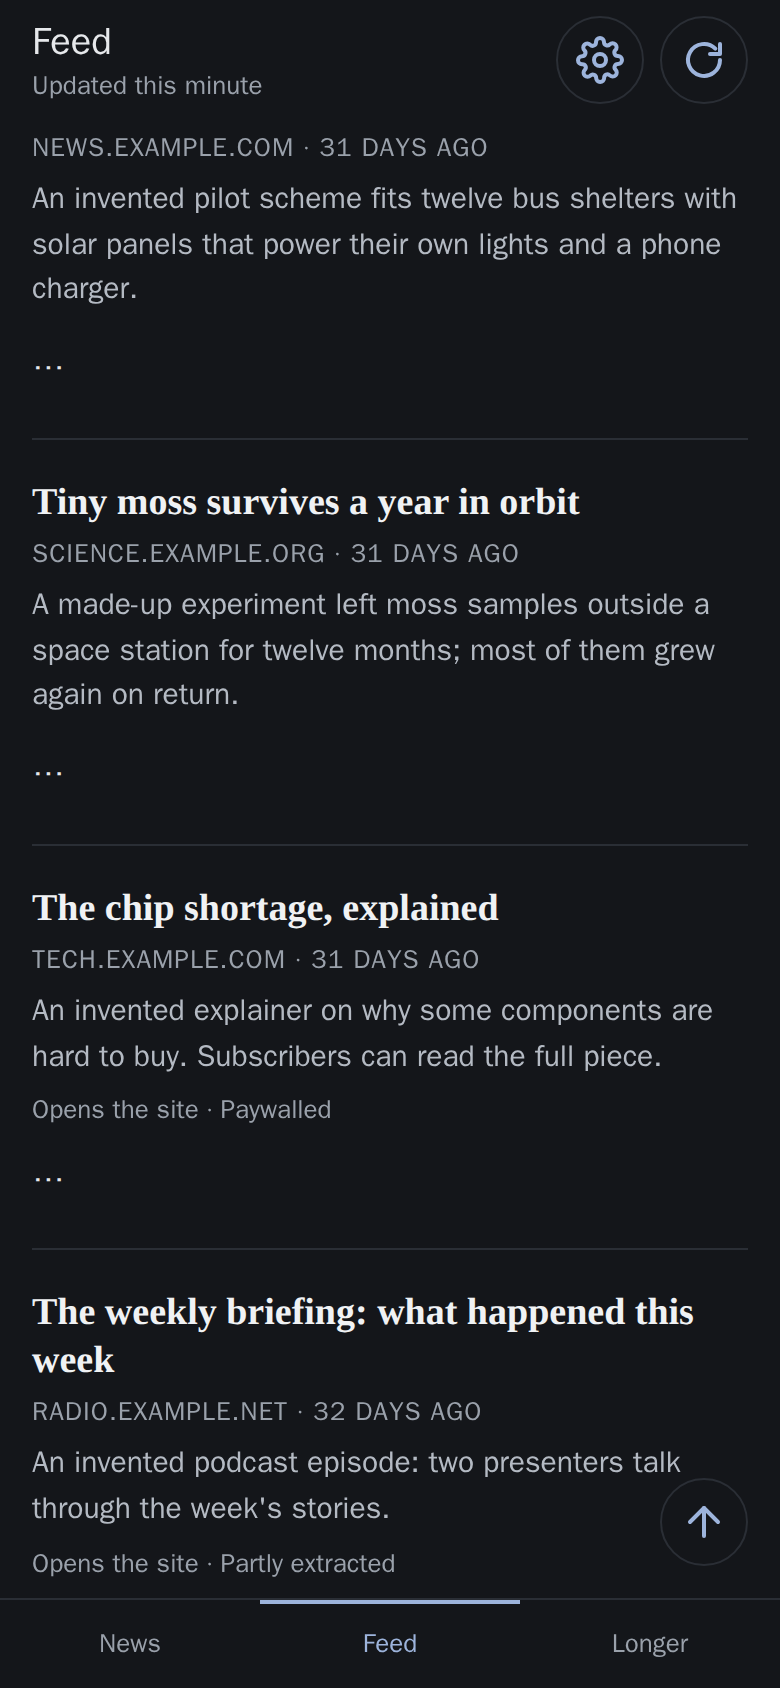 Feed
Updated this minute
NEWS.EXAMPLE.COM · 31 DAYS AGO
An invented pilot scheme fits twelve bus shelters with
solar panels that power their own lights and a phone
charger.
...
Tiny moss survives a year in orbit
SCIENCE.EXAMPLE.ORG · 31 DAYS AGO
A made-up experiment left moss samples outside a
space station for twelve months; most of them grew
again on return.
...
The chip shortage, explained
TECH.EXAMPLE.COM · 31 DAYS AGO
An invented explainer on why some components are
hard to buy. Subscribers can read the full piece.
Opens the site · Paywalled
...
The weekly briefing: what happened this
week
RADIO.EXAMPLE.NET · 32 DAYS AGO
An invented podcast episode: two presenters talk
through the week's stories.
Opens the site · Partly extracted
News
Feed
Longer